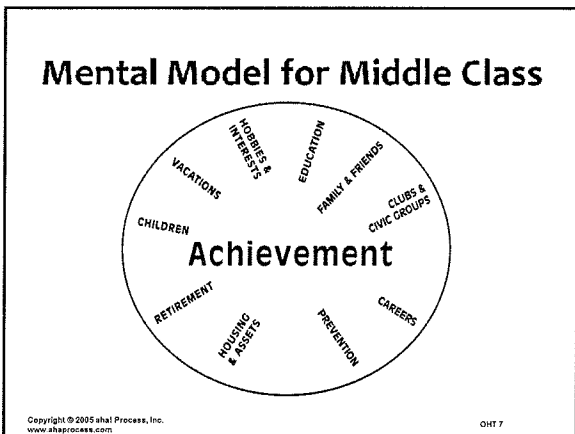 Mental Model for Middle Class
HOBBIES &
INTERESTS
EDUCATION
FAMILY & FRIENDS
CLUBS &
CIVIC GROUPS
VACATIONS
CHILDREN
Achievement
RETIREMENT
HOUSING
& ASSETS
PREVENTION
CAREERS
Copyright © 2005 aha! Process, Inc.
www.ahaprocess.com
OHT 7